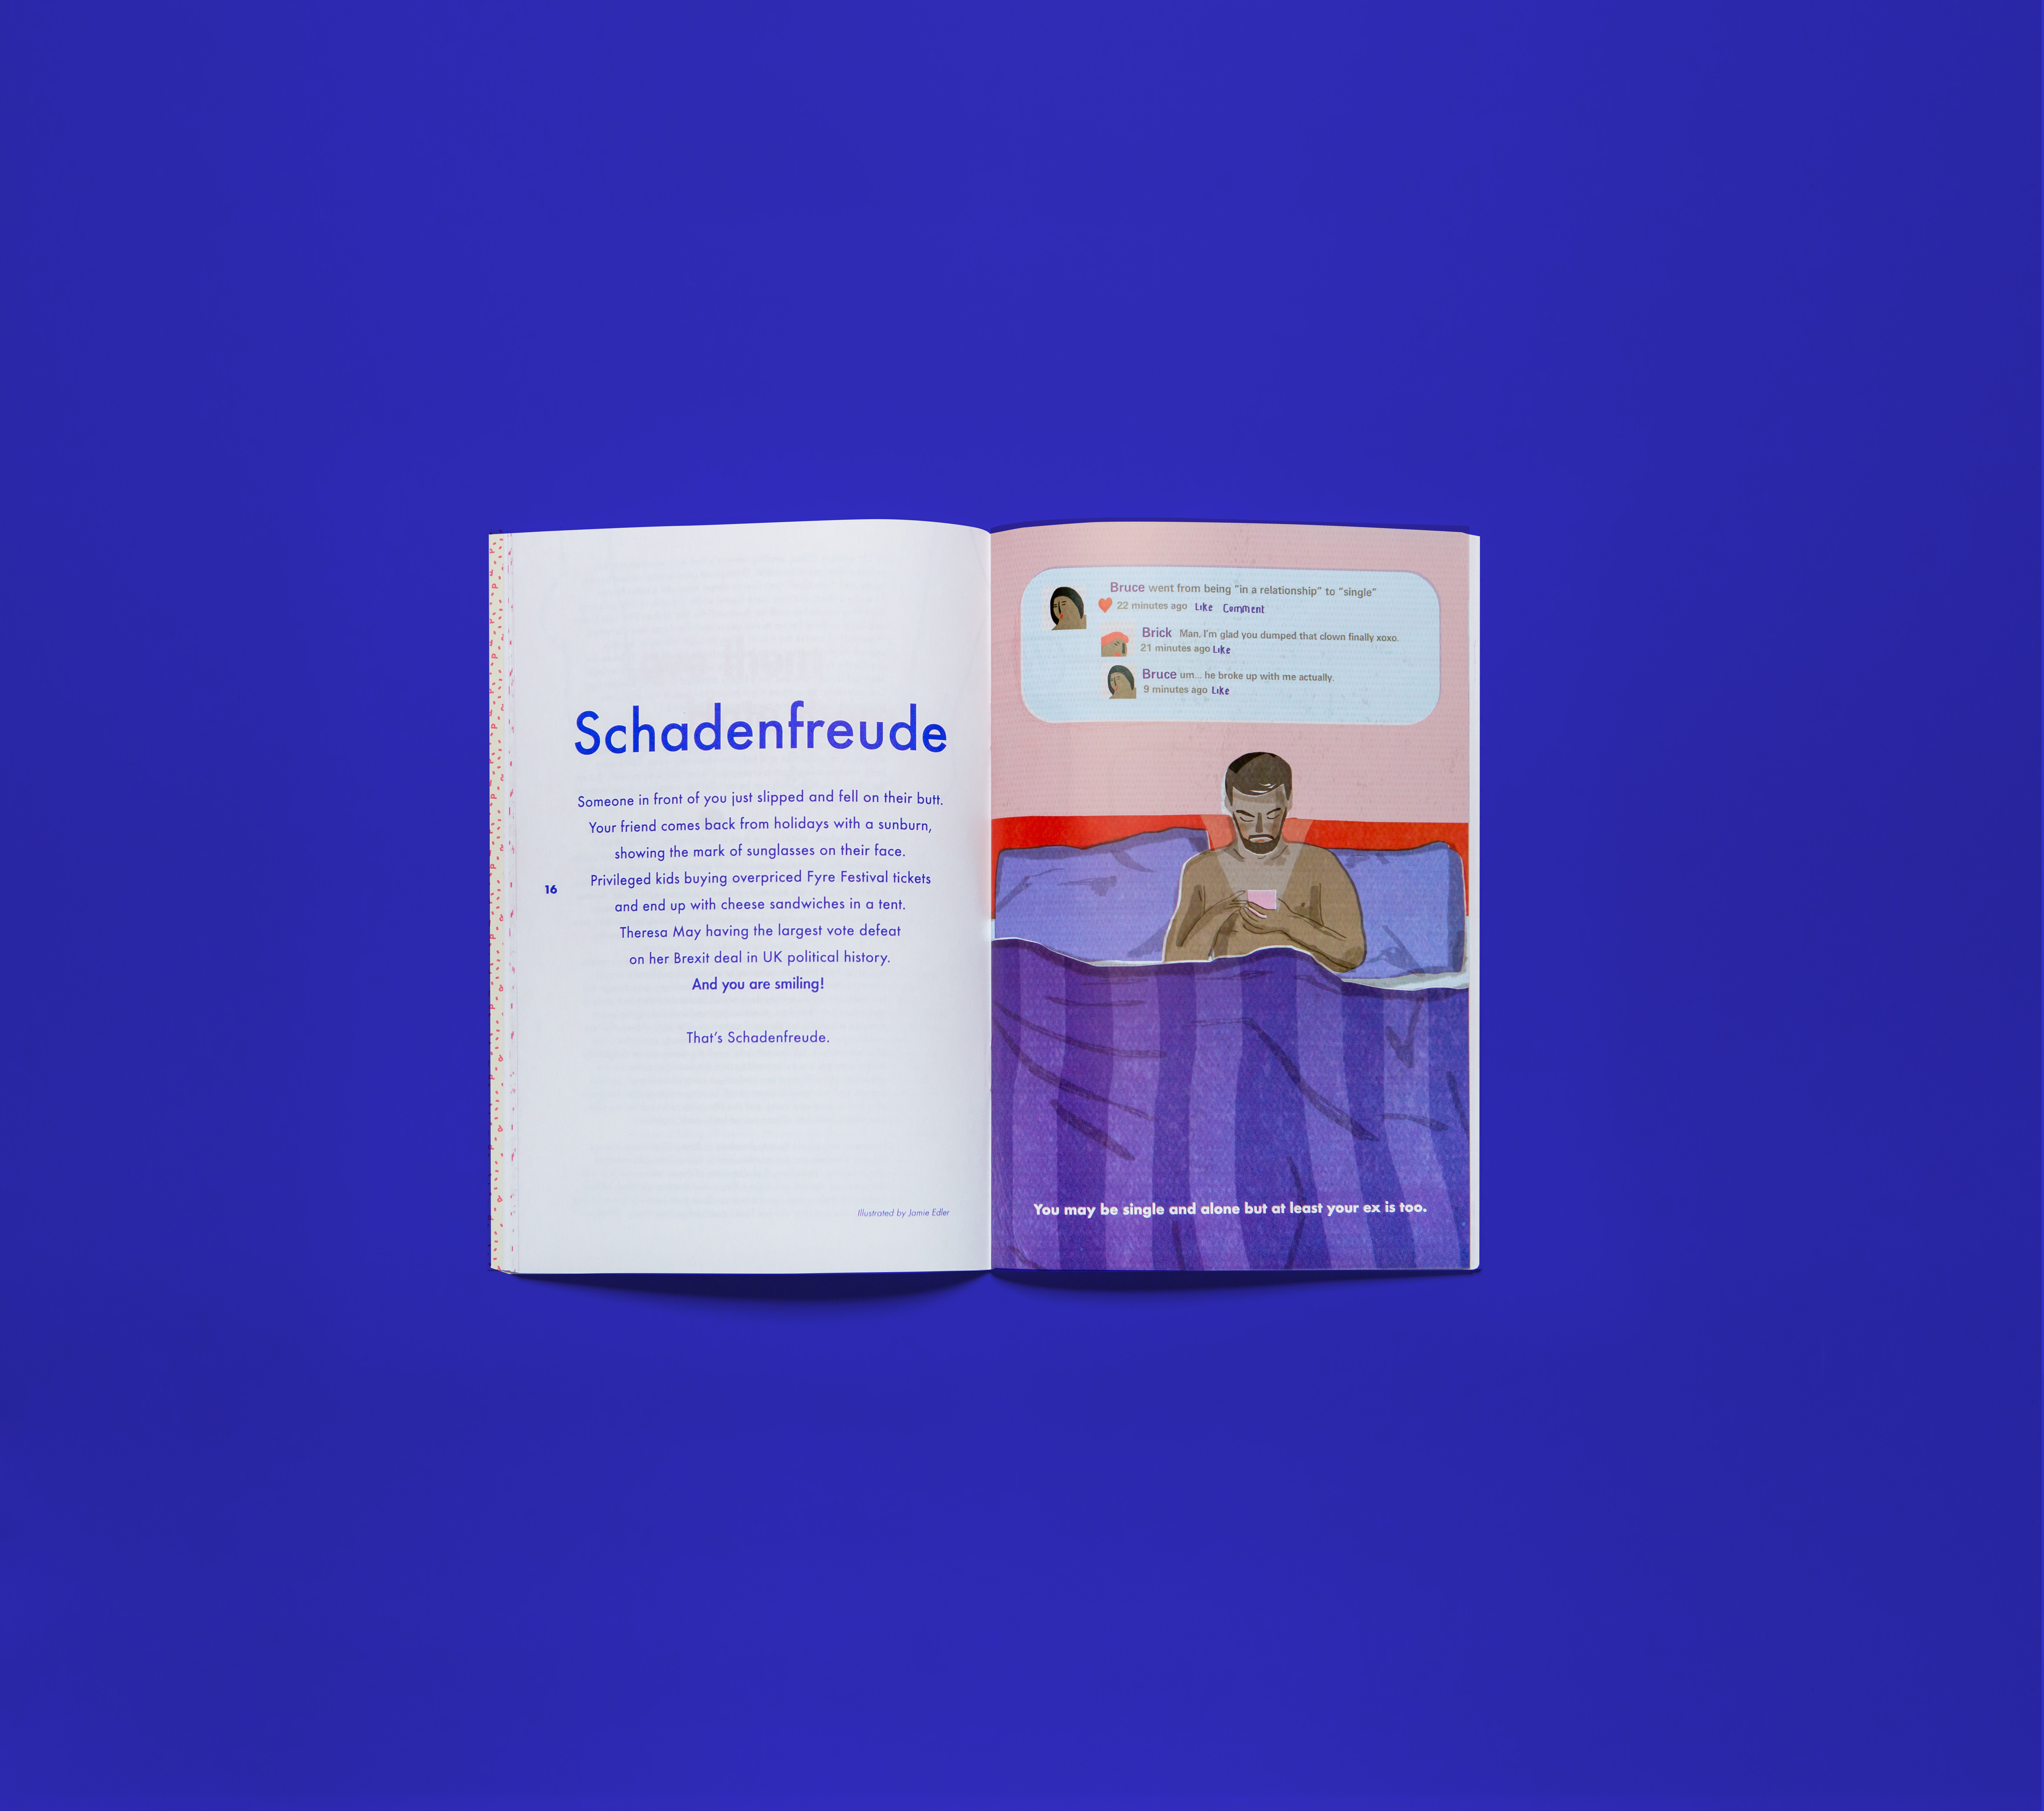 Schadenfreude
Someone in front of you just slipped and fell on their butt.
Your friend comes back from holidays with a sunburn,
showing the mark of sunglasses on their face.
Privileged kids buying overpriced Fyre Festival tickets
and end up with cheese sandwiches in a tent.
Theresa May having the largest vote defeat
on her Brexit deal in UK political history.
And you are smiling!
That's Schadenfreude.
16
Illustrated by Jamie Edler
Bruce went from being "in a relationship" to "single"
22 minutes ago Like Comment
Brick Man, I'm glad you dumped that clown finally xoxo.
21 minutes ago Like
Bruce um... he broke up with me actually.
9 minutes ago Like
You may be single and alone but at least your ex is too.